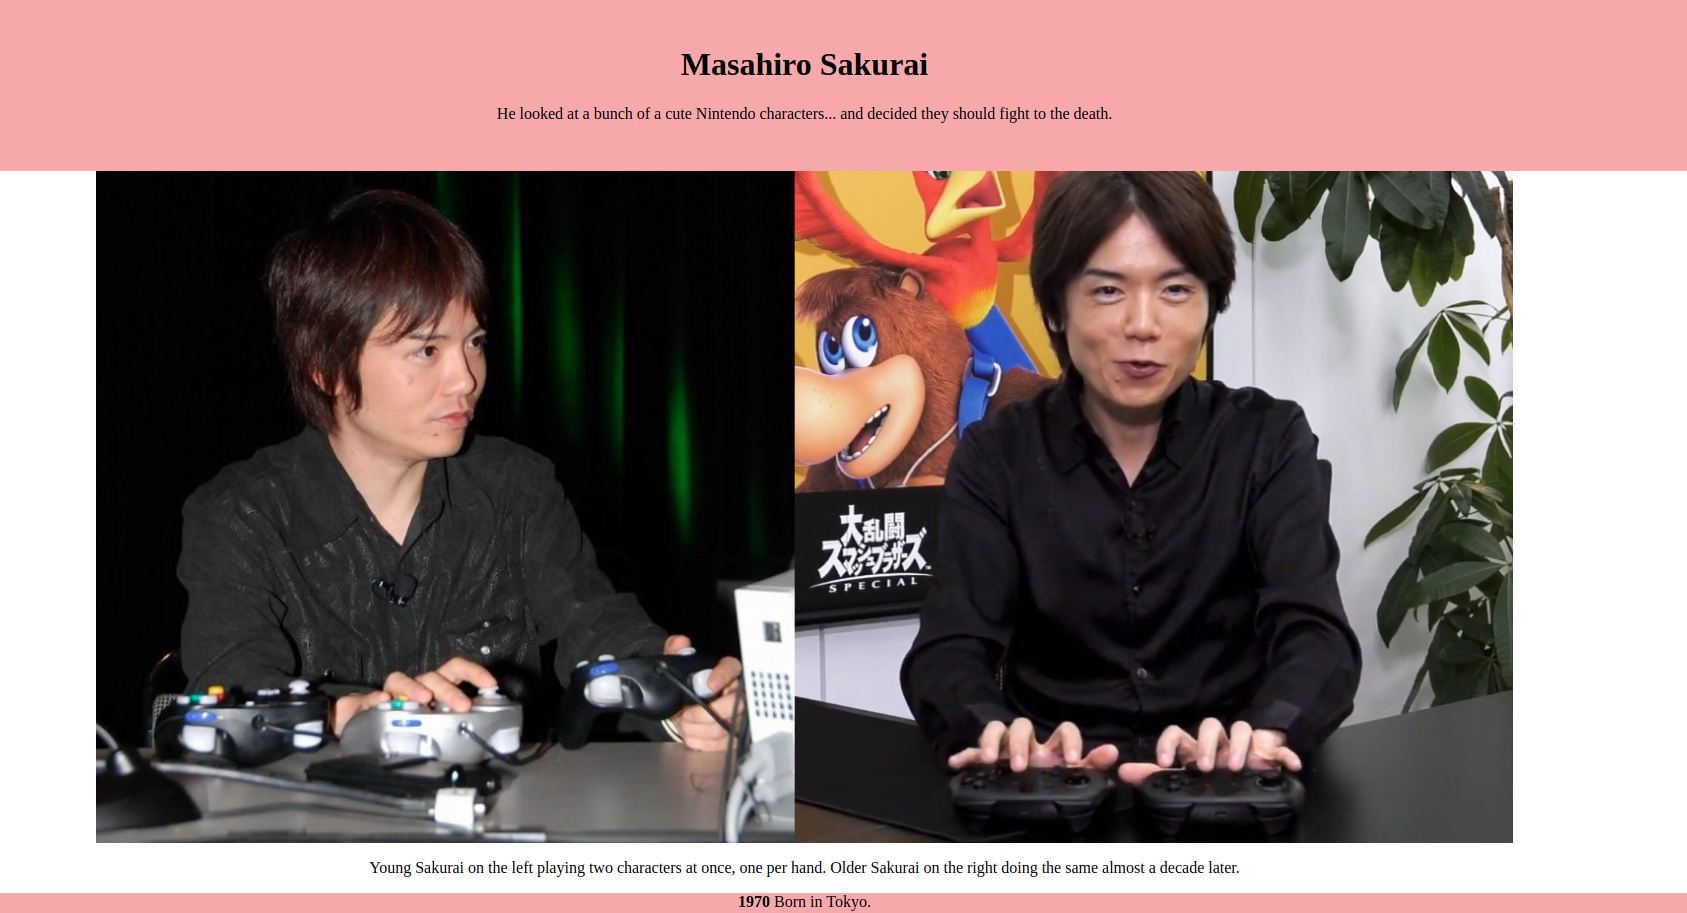 Masahiro Sakurai
He looked at a bunch of a cute Nintendo characters... and decided they should fight to the death.
大乱闘
スマッシュブラザーズ
SPECIAL
Young Sakurai on the left playing two characters at once, one per hand. Older Sakurai on the right doing the same almost a decade later.
1970 Born in Tokyo.